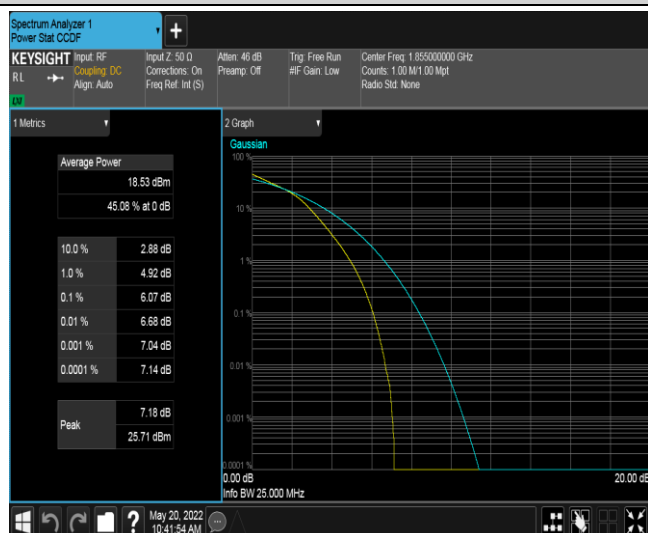 Spectrum Analyzer 1
Power Stat CCDF
KEYSIGHT
RL
LXI
Input: RF
Coupling: DC
Align: Auto
Input Z: 50 Ω
Corrections: On
Freq Ref: Int (S)
Atten: 46 dB
Preamp: Off
Trig: Free Run
#IF Gain: Low
Center Freq: 1.855000000 GHz
Counts: 1.00 M/1.00 Mpt
Radio Std: None
1 Metrics
Average Power
18.53 dBm
45.08 % at 0 dB
10.0 % 2.88 dB
1.0 % 4.92 dB
0.1 % 6.07 dB
0.01 % 6.68 dB
0.001 % 7.04 dB
0.0001 % 7.14 dB
Peak
7.18 dB
25.71 dBm
2 Graph
Gaussian
100 %
10 %
1 %
0.1 %
0.01 %
0.001 %
0.0001 %
0.00 dB 20.00 dB
Info BW 25.000 MHz
?
May 20, 2022
10:41:54 AM